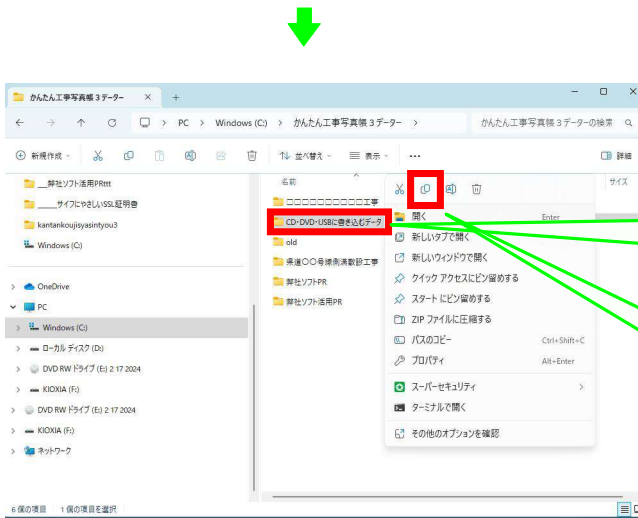 かんたん工事写真帳 3 データー × +
PC > Windows (C:) > かんたん工事写真帳 3 データー > かんたん工事写真帳 3 データーの検索
新規作成 並べ替え 表示 ... 詳細
名前 サイズ
__弊社ソフト活用PRttt
____サイフにやさしいSSL証明書
kantankoujisyasintyou3
Windows (C:)
OneDrive
PC
Windows (C:)
ローカル ディスク (D:)
DVD RW ドライブ (E:) 2 17 2024
KIOXIA (F:)
DVD RW ドライブ (E:) 2 17 2024
KIOXIA (F:)
ネットワーク
□□□□□□□□□□工事
CD・DVD・USBに書き込むデータ
old
県道〇〇号線側溝敷設工事
弊社ソフトPR
弊社ソフト活用PR
開く Enter
新しいタブで開く
新しいウィンドウで開く
クイック アクセスにピン留めする
スタート にピン留めする
ZIP ファイルに圧縮する
パスのコピー Ctrl+Shift+C
プロパティ Alt+Enter
スーパーセキュリティ
ターミナルで開く
その他のオプションを確認
6 個の項目 1 個の項目を選択